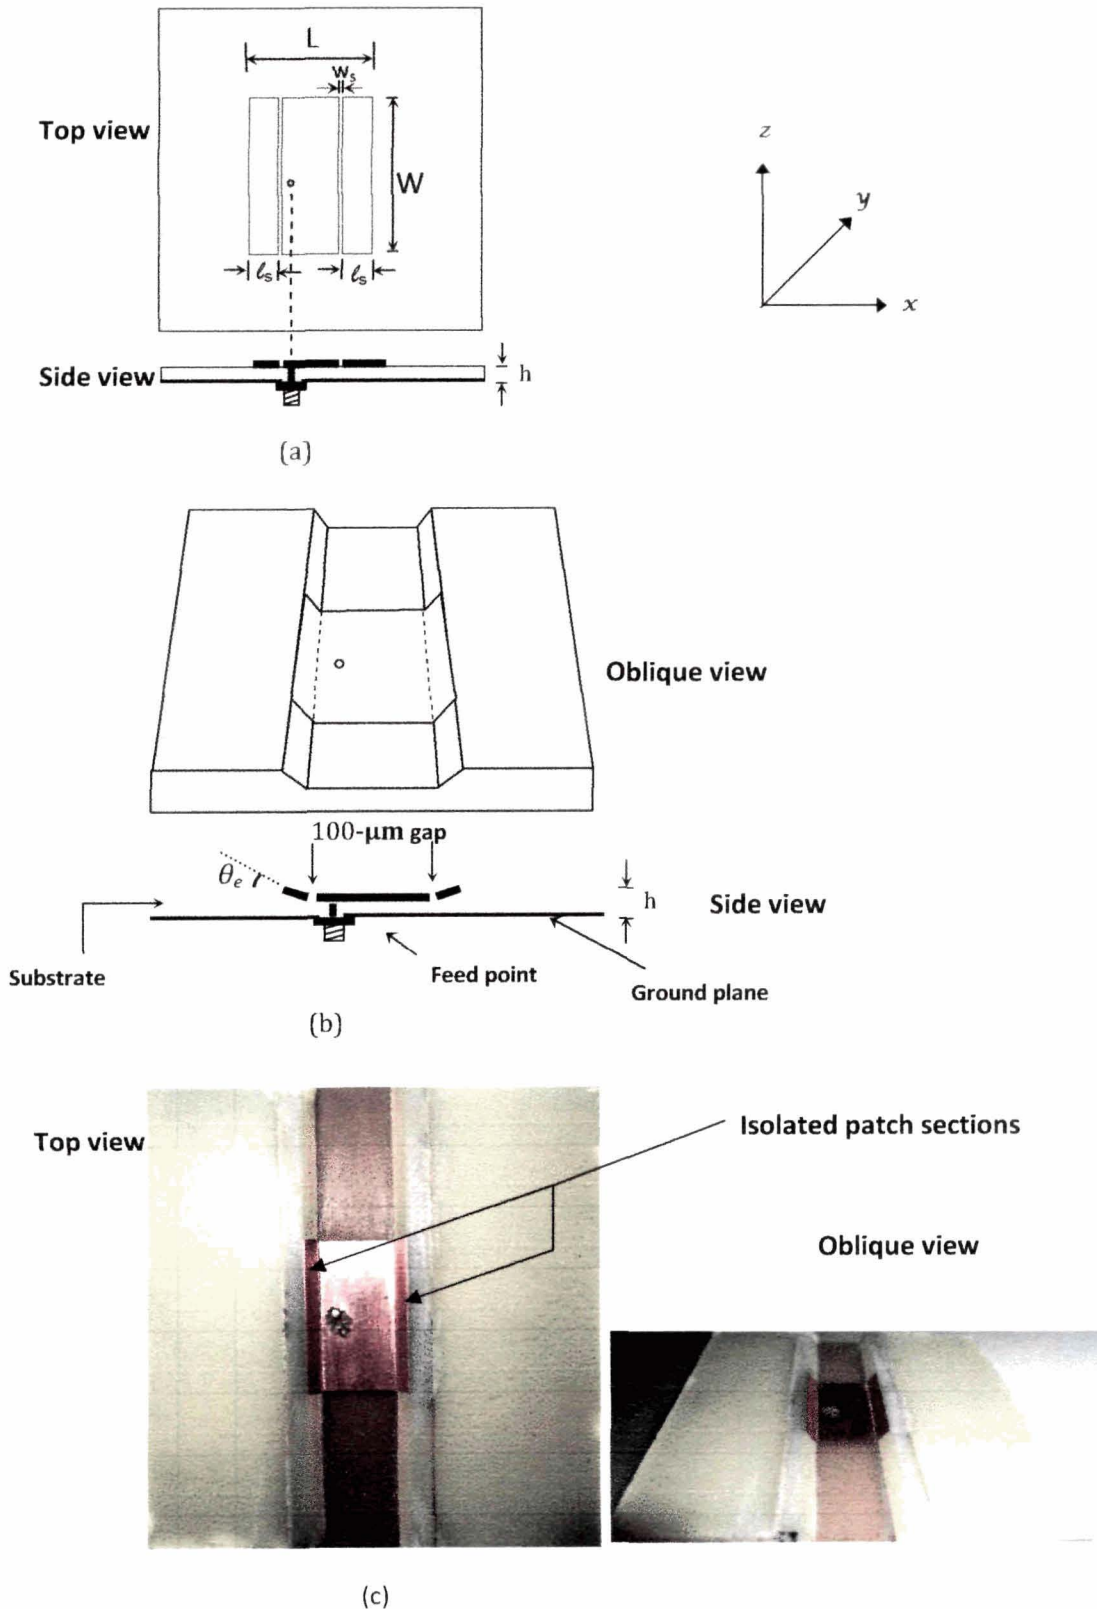 L
wₛ
Top view
W
ℓₛ
ℓₛ
z
y
x
Side view
h
(a)
Oblique view
100-μm gap
θₑ
h
Side view
Substrate
Feed point
Ground plane
(b)
Top view
Isolated patch sections
Oblique view
(c)